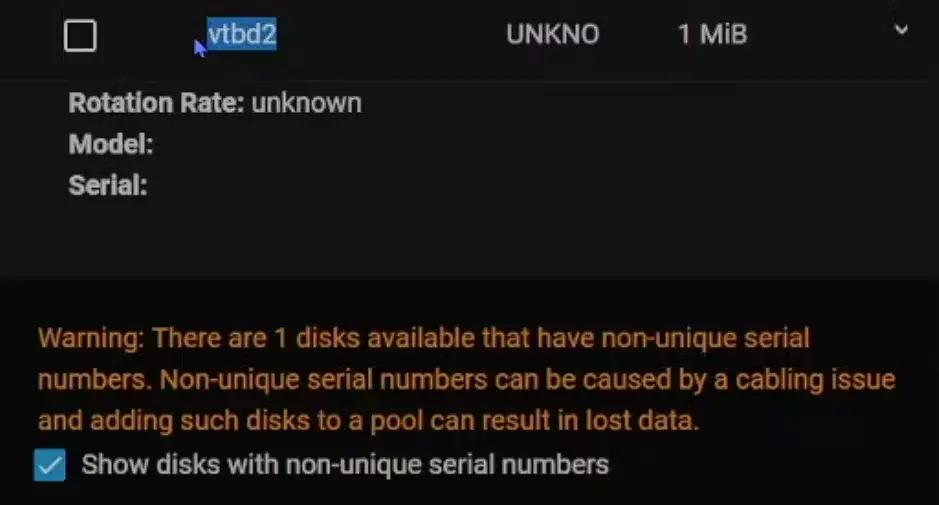 vtbd2 UNKNO 1 MiB
Rotation Rate: unknown
Model:
Serial:
Warning: There are 1 disks available that have non-unique serial
numbers. Non-unique serial numbers can be caused by a cabling issue
and adding such disks to a pool can result in lost data.
Show disks with non-unique serial numbers